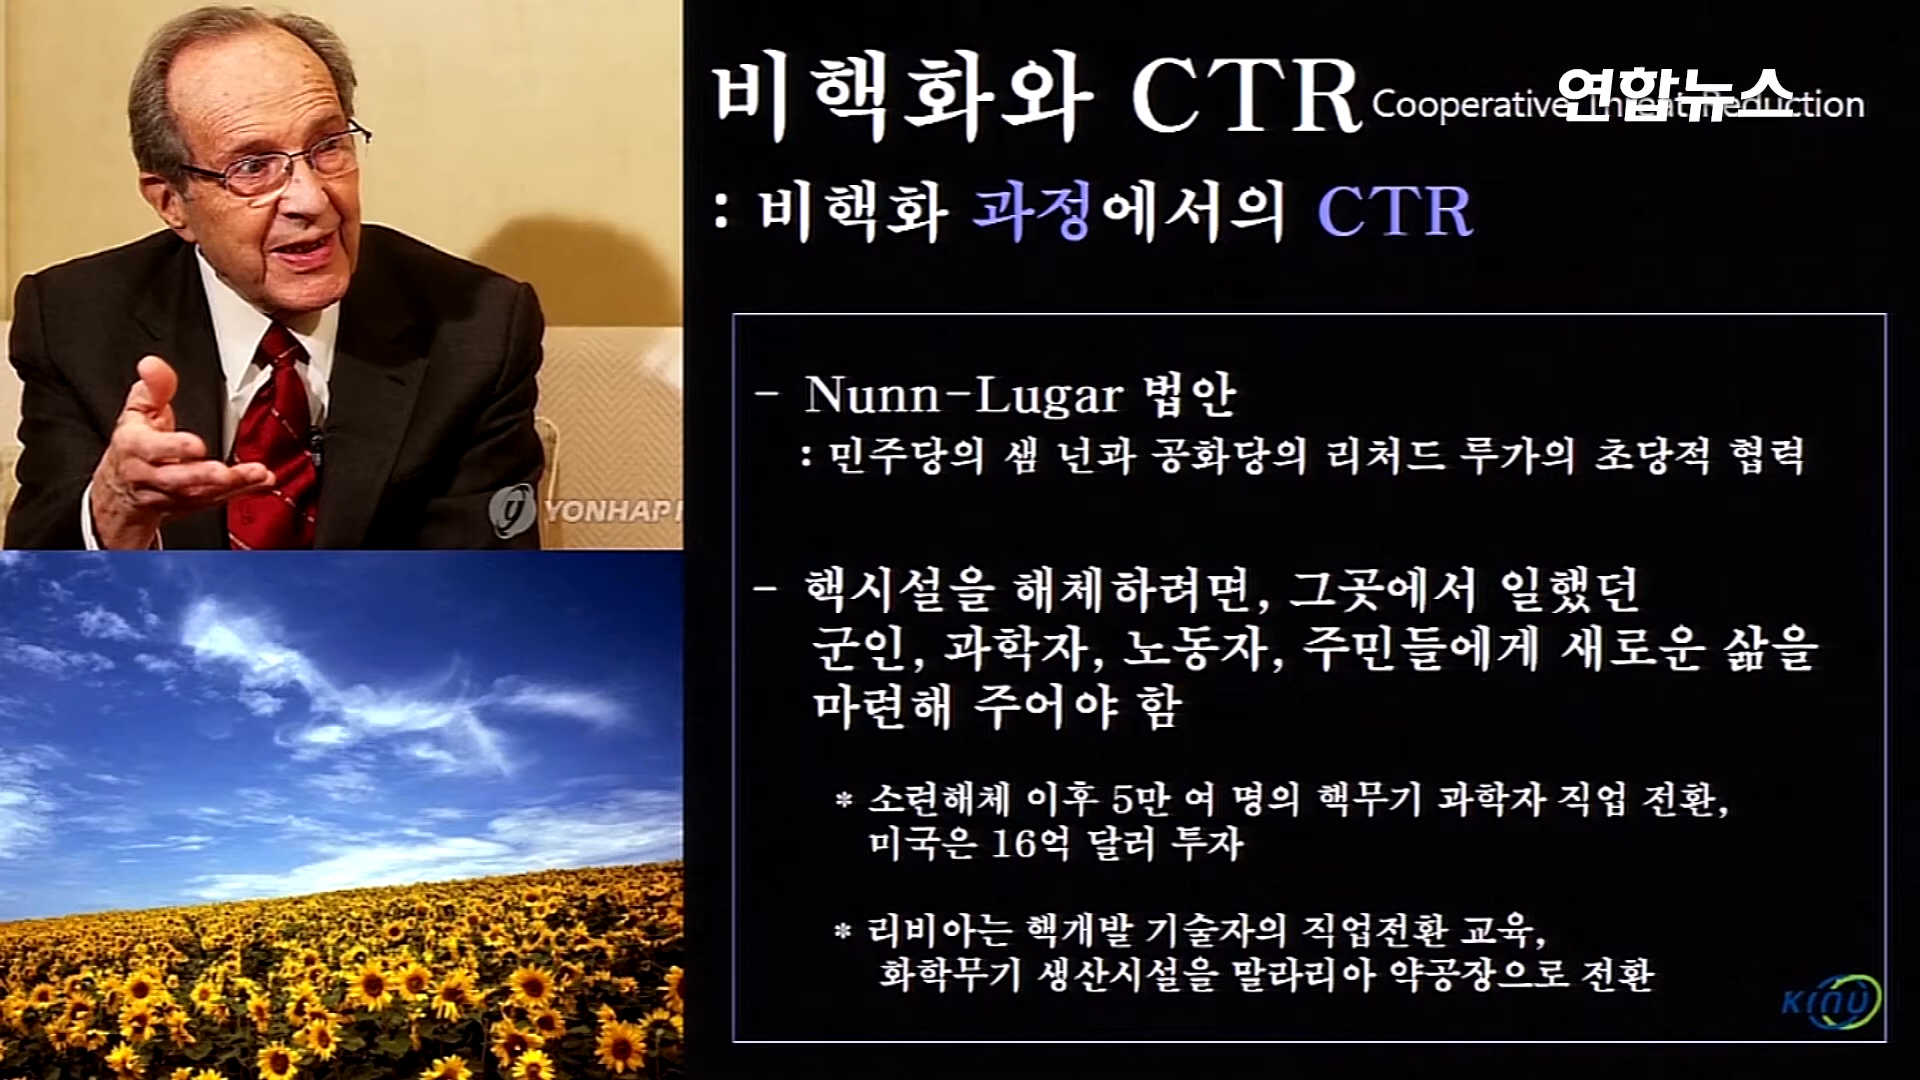 비핵화와 CTR Cooperative Threat Reduction
연합뉴스
: 비핵화 과정에서의 CTR
- Nunn-Lugar 법안
: 민주당의 샘 넌과 공화당의 리처드 루가의 초당적 협력
YONHAP
- 핵시설을 해체하려면, 그곳에서 일했던
군인, 과학자, 노동자, 주민들에게 새로운 삶을
마련해 주어야 함
* 소련해체 이후 5만 여 명의 핵무기 과학자 직업 전환,
미국은 16억 달러 투자
* 리비아는 핵개발 기술자의 직업전환 교육,
화학무기 생산시설을 말라리아 약공장으로 전환
KINU